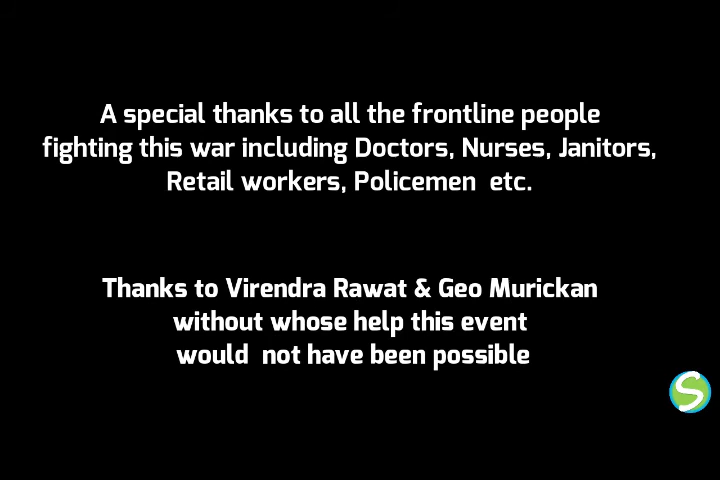 A special thanks to all the frontline people
fighting this war including Doctors, Nurses, Janitors,
Retail workers, Policemen etc.
Thanks to Virendra Rawat & Geo Murickan
without whose help this event
would not have been possible
S